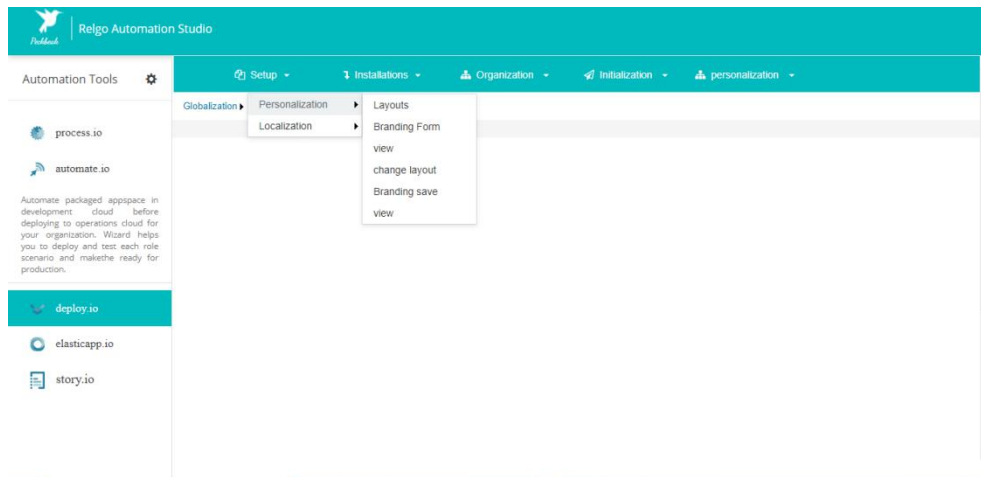 Relgo Automation Studio
Automation Tools
Setup
Installations
Organization
Initialization
personalization
Globalization
Personalization
Localization
Layouts
Branding Form
view
change layout
Branding save
view
process.io
automate.io
Automate packaged appspace in
development cloud before
deploying to operations cloud for
your organization. Wizard helps
you to deploy and test each role
scenario and makethe ready for
production.
deploy.io
elasticapp.io
story.io